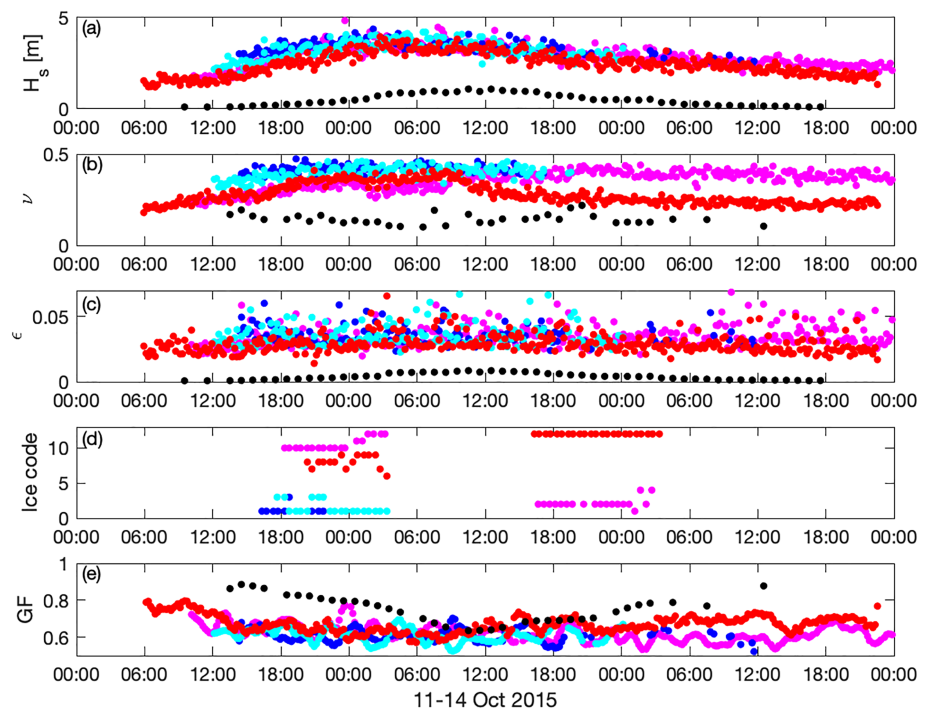 (a)
H_s [m]
5
0
00:00 06:00 12:00 18:00 00:00 06:00 12:00 18:00 00:00 06:00 12:00 18:00 00:00
(b)
ν
0.5
0
00:00 06:00 12:00 18:00 00:00 06:00 12:00 18:00 00:00 06:00 12:00 18:00 00:00
(c)
ϵ
0.05
0
00:00 06:00 12:00 18:00 00:00 06:00 12:00 18:00 00:00 06:00 12:00 18:00 00:00
(d)
Ice code
10
5
0
00:00 06:00 12:00 18:00 00:00 06:00 12:00 18:00 00:00 06:00 12:00 18:00 00:00
(e)
GF
1
0.8
0.6
00:00 06:00 12:00 18:00 00:00 06:00 12:00 18:00 00:00 06:00 12:00 18:00 00:00
11-14 Oct 2015